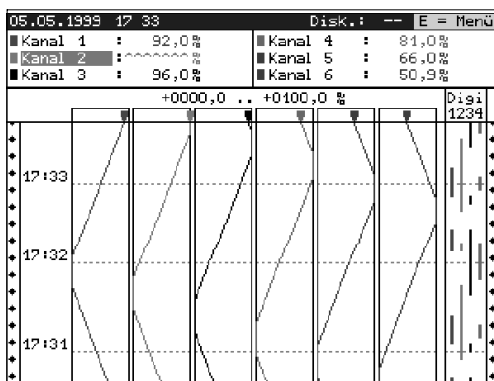 05.05.1999 17 33 Disk.: -- E = Menü
Kanal 1 : 92,0% Kanal 4 : 81,0%
Kanal 2 :^^^^^^^^ % Kanal 5 : 66,0%
Kanal 3 : 96,0% Kanal 6 : 50,9%
+0000,0 .. +0100,0 % Digi
1234
17:33
17:32
17:31